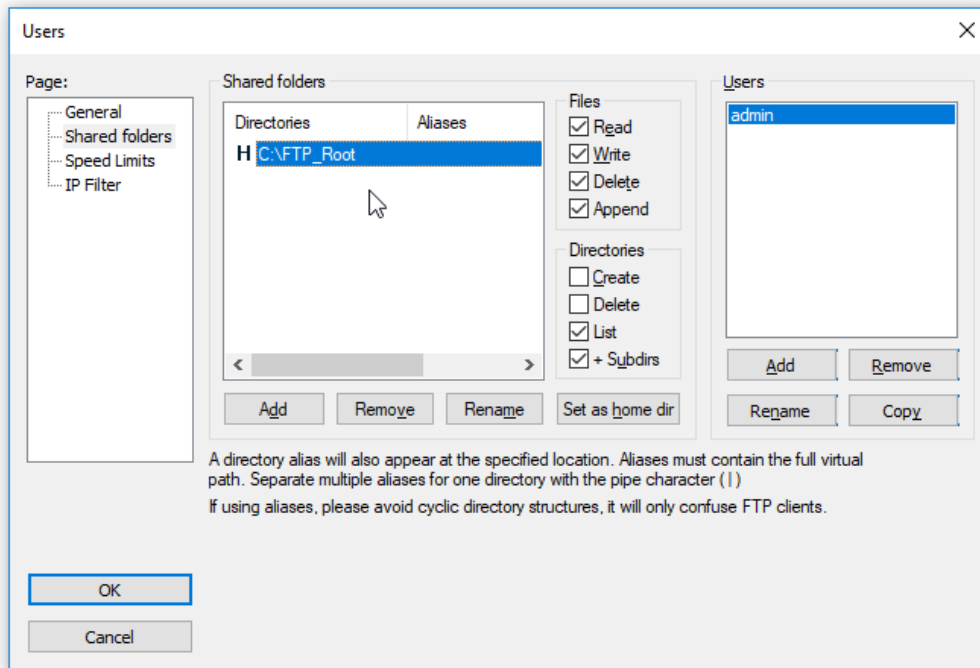 Users
Page:
General
Shared folders
Speed Limits
IP Filter
Shared folders
Directories Aliases
H C:\FTP_Root
Files
Read
Write
Delete
Append
Directories
Create
Delete
List
+ Subdirs
Add Remove Rename Set as home dir
Users
admin
Add Remove
Rename Copy
A directory alias will also appear at the specified location. Aliases must contain the full virtual
path. Separate multiple aliases for one directory with the pipe character ( | )
If using aliases, please avoid cyclic directory structures, it will only confuse FTP clients.
OK
Cancel